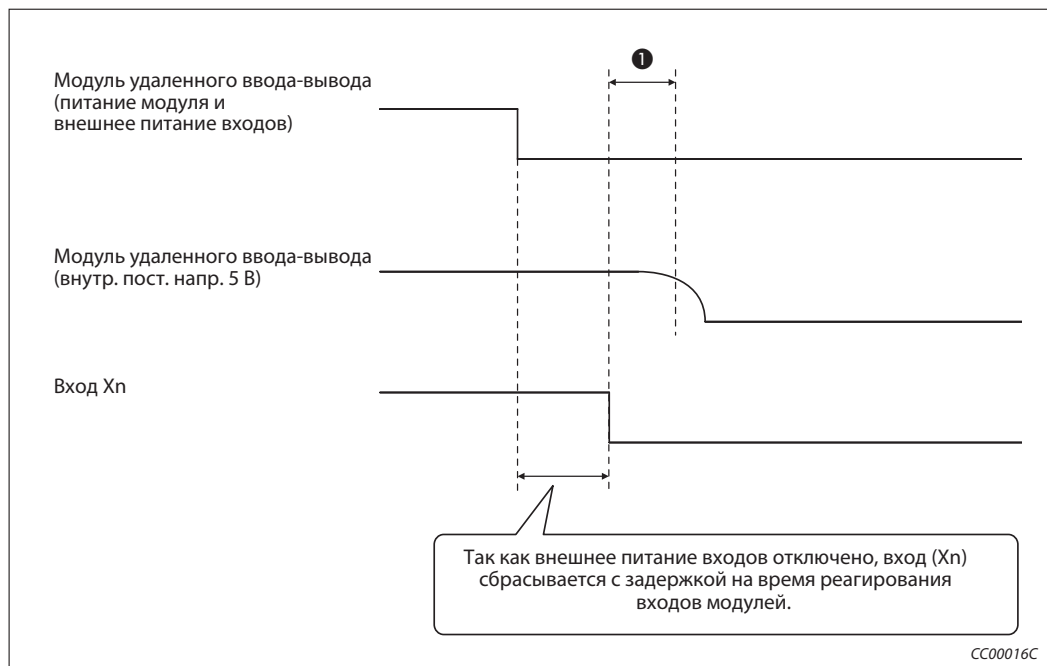 ❶
Модуль удаленного ввода-вывода
(питание модуля и
внешнее питание входов)
Модуль удаленного ввода-вывода
(внутр. пост. напр. 5 В)
Вход Xn
Так как внешнее питание входов отключено, вход (Xn)
сбрасывается с задержкой на время реагирования
входов модулей.
CC00016C